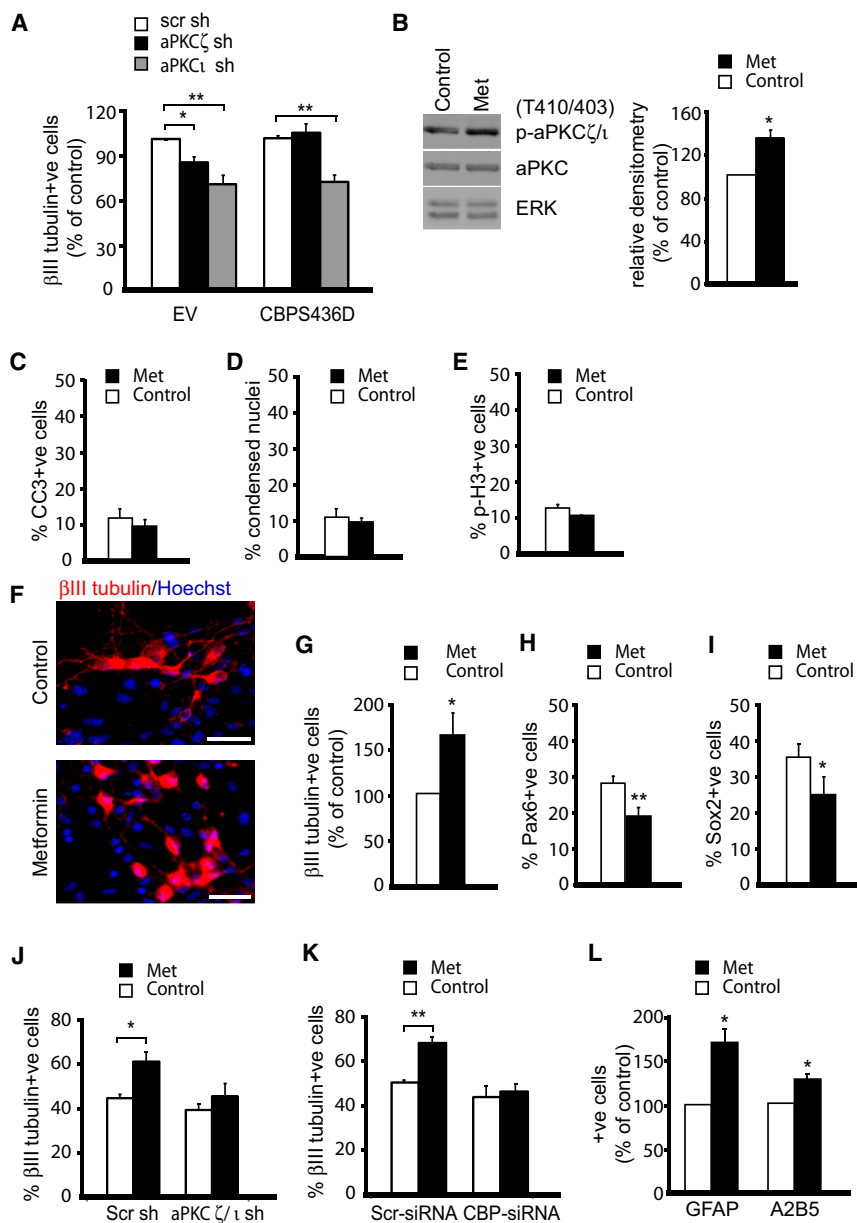 A
scr sh
aPKCζ sh
aPKCι sh
βIII tubulin+ve cells
(% of control)
120
90
60
30
0
**
*
**
EV
CBPS436D
B
Control
Met
(T410/403)
p-aPKCζ/ι
aPKC
ERK
Met
Control
relative densitometry
(% of control)
160
120
80
40
0
*
C
Met
Control
% CC3+ve cells
50
40
30
20
10
0
D
Met
Control
% condensed nuclei
50
40
30
20
10
0
E
Met
Control
% p-H3+ve cells
50
40
30
20
10
0
F
βIII tubulin/Hoechst
Control
Metformin
G
Met
Control
βIII tubulin+ve cells
(% of control)
200
150
100
50
0
*
H
Met
Control
% Pax6+ve cells
50
40
30
20
10
0
**
I
Met
Control
% Sox2+ve cells
50
40
30
20
10
0
*
J
Met
Control
% βIII tubulin+ve cells
80
60
40
20
0
*
Scr sh
aPKC ζ/ ι sh
K
Met
Control
% βIII tubulin+ve cells
80
60
40
20
0
**
Scr-siRNA
CBP-siRNA
L
Met
Control
+ve cells
(% of control)
200
150
100
50
0
*
*
GFAP
A2B5